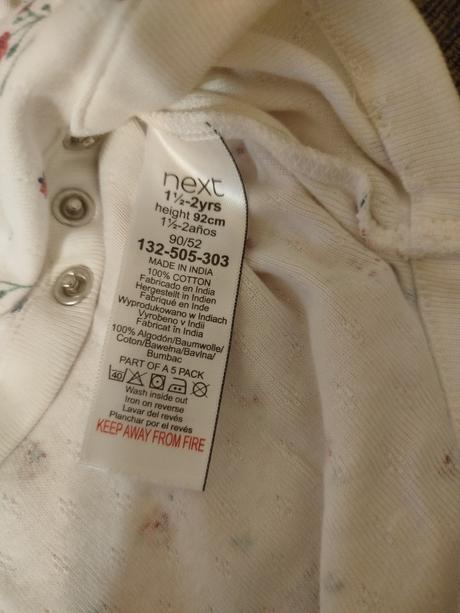 next
1½-2yrs
height 92cm
1½-2años
90/52
132-505-303
MADE IN INDIA
100% COTTON
Fabricado en India
Hergestellt in Indien
Fabriqué en Inde
Wyprodukowano w Indiach
Vyrobeno v Indii
Fabricat în India
100% Algodón/Baumwolle/
Coton/Bawełna/Bavlna/
Bumbac
PART OF A 5 PACK
40
Wash inside out
Iron on reverse
Lavar del revés
Planchar por el revés
KEEP AWAY FROM FIRE